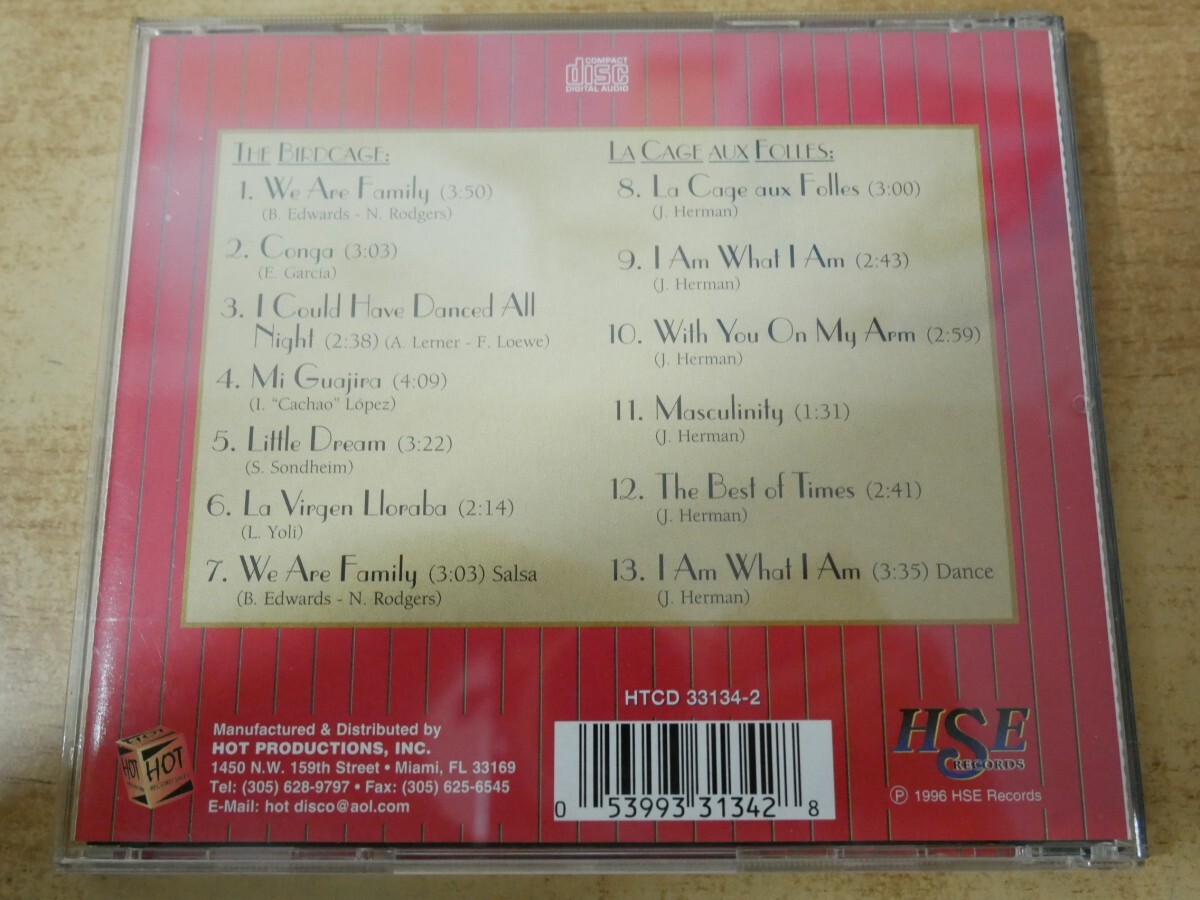 COMPACT
disc
DIGITAL AUDIO
THE BIRDCAGE:
1. We Are Family (3:50)
(B. Edwards - N. Rodgers)
2. Conga (3:03)
(E. García)
3. I Could Have Danced All
Night (2:38) (A. Lerner - F. Loewe)
4. Mi Guajira (4:09)
(I. “Cachao” López)
5. Little Dream (3:22)
(S. Sondheim)
6. La Virgen Lloraba (2:14)
(L. Yoli)
7. We Are Family (3:03) Salsa
(B. Edwards - N. Rodgers)
LA CAGE AUX FOLLES:
8. La Cage aux Folles (3:00)
(J. Herman)
9. I Am What I Am (2:43)
(J. Herman)
10. With You On My Arm (2:59)
(J. Herman)
11. Masculinity (1:31)
(J. Herman)
12. The Best of Times (2:41)
(J. Herman)
13. I Am What I Am (3:35) Dance
(J. Herman)
HOT
HOT
HOT
Manufactured & Distributed by
HOT PRODUCTIONS, INC.
1450 N.W. 159th Street • Miami, FL 33169
Tel: (305) 628-9797 • Fax: (305) 625-6545
E-Mail: hot disco@aol.com
HTCD 33134-2
0 53993 31342 8
HSE
RECORDS
Ⓟ 1996 HSE Records